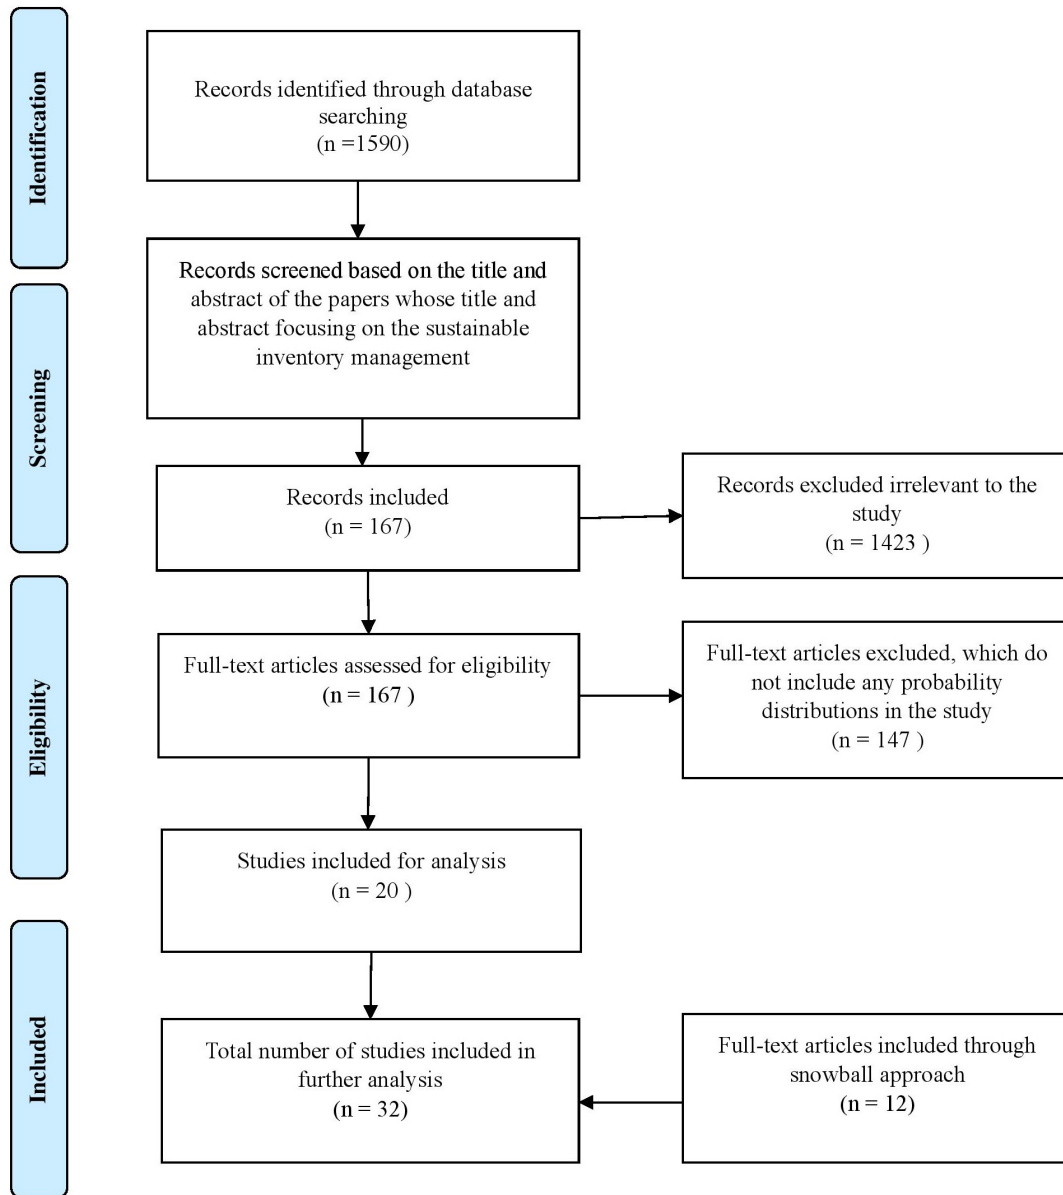 Identification
Records identified through database
searching
(n =1590)
Records screened based on the title and
abstract of the papers whose title and
abstract focusing on the sustainable
inventory management
Screening
Records included
(n = 167)
Records excluded irrelevant to the
study
(n = 1423 )
Eligibility
Full-text articles assessed for eligibility
(n = 167 )
Full-text articles excluded, which do
not include any probability
distributions in the study
(n = 147 )
Studies included for analysis
(n = 20 )
Included
Total number of studies included in
further analysis
(n = 32)
Full-text articles included through
snowball approach
(n = 12)